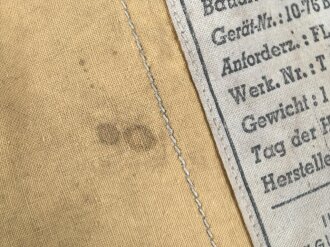 Gerät-Nr.: 10-76
Anforderz.: FL
Werk. Nr.: T
Gewicht: 1
Tag der H
Herstelle